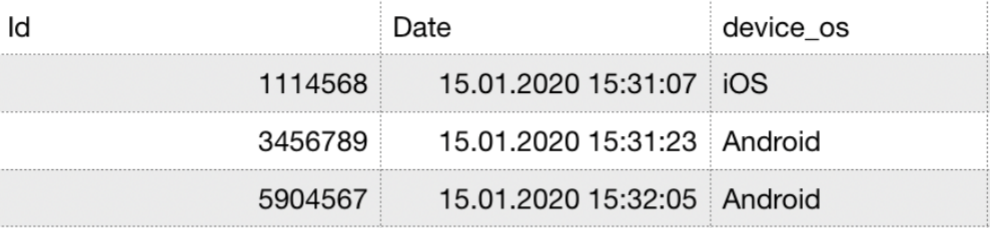 Id Date device_os
1114568 15.01.2020 15:31:07 iOS
3456789 15.01.2020 15:31:23 Android
5904567 15.01.2020 15:32:05 Android